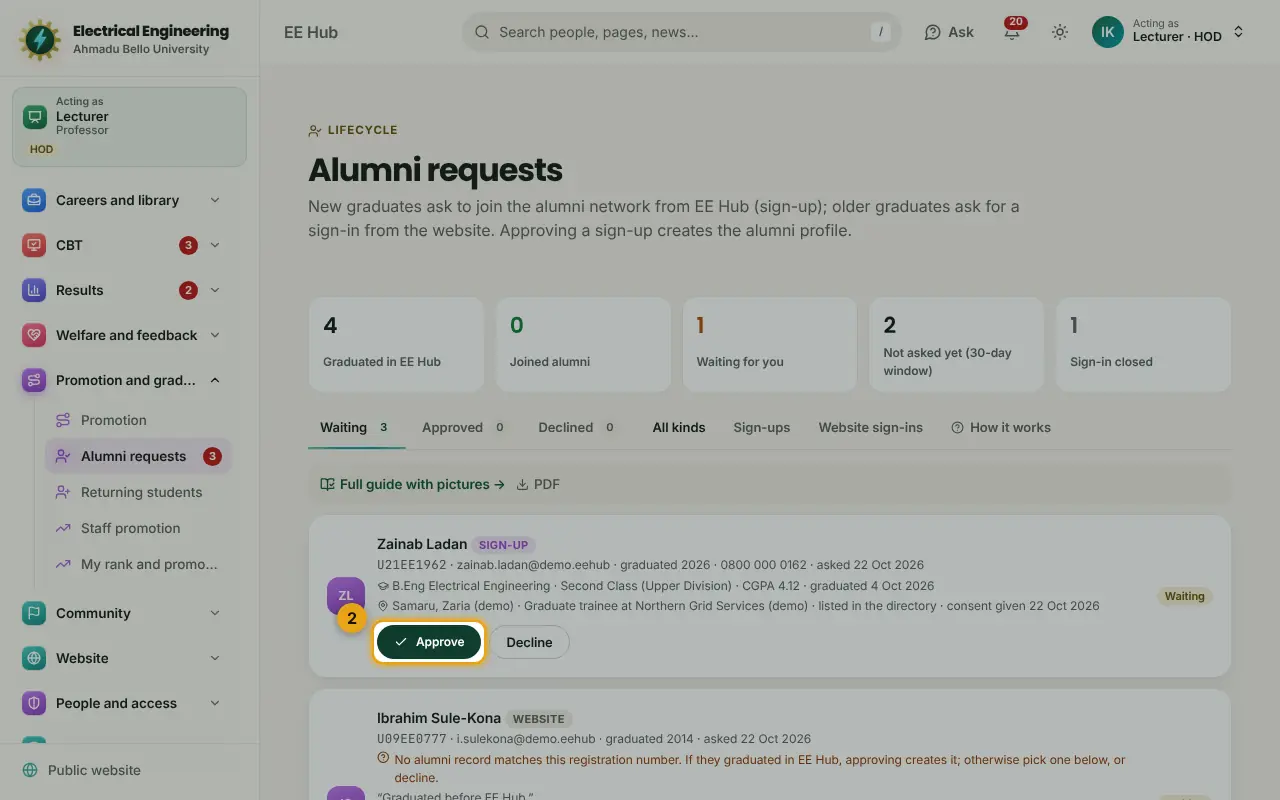 Electrical Engineering
Ahmadu Bello University
EE Hub
Search people, pages, news...
/
Ask
20
IK
Acting as
Lecturer · HOD
Acting as
Lecturer
Professor
HOD
Careers and library
CBT
3
Results
2
Welfare and feedback
Promotion and grad...
Promotion
Alumni requests
3
Returning students
Staff promotion
My rank and promo...
Community
Website
People and access
Public website
LIFECYCLE
Alumni requests
New graduates ask to join the alumni network from EE Hub (sign-up); older graduates ask for a
sign-in from the website. Approving a sign-up creates the alumni profile.
4
Graduated in EE Hub
0
Joined alumni
1
Waiting for you
2
Not asked yet (30-day
window)
1
Sign-in closed
Waiting 3
Approved 0
Declined 0
All kinds
Sign-ups
Website sign-ins
How it works
Full guide with pictures →
PDF
Zainab Ladan SIGN-UP
U21EE1962 · zainab.ladan@demo.eehub · graduated 2026 · 0800 000 0162 · asked 22 Oct 2026
ZL
B.Eng Electrical Engineering · Second Class (Upper Division) · CGPA 4.12 · graduated 4 Oct 2026
Samaru, Zaria (demo) · Graduate trainee at Northern Grid Services (demo) · listed in the directory · consent given 22 Oct 2026
Waiting
2
Approve
Decline
Ibrahim Sule-Kona WEBSITE
U09EE0777 · i.sulekona@demo.eehub · graduated 2014 · asked 22 Oct 2026
No alumni record matches this registration number. If they graduated in EE Hub, approving creates it; otherwise pick one below, or
decline.
"Graduated before EE Hub."